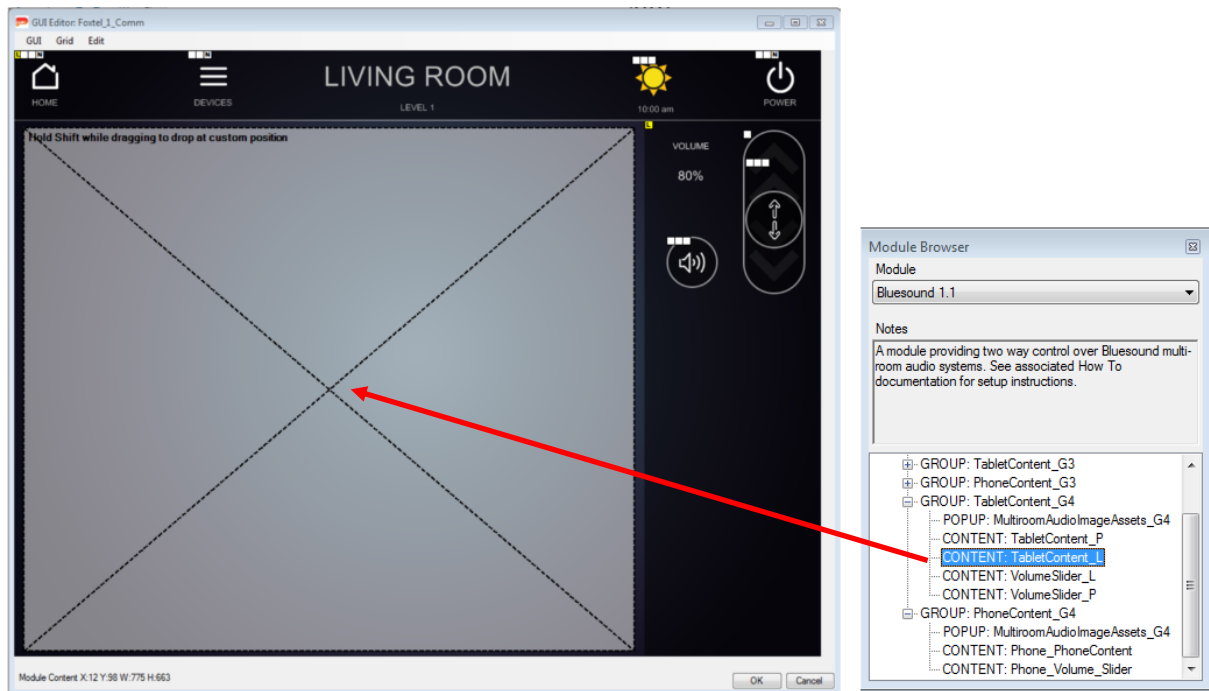 GUI Editor: Foxtel_1_Comm
GUI Grid Edit
LIVING ROOM
HOME
DEVICES
LEVEL 1
10:00 am
POWER
Hold Shift while dragging to drop at custom position
VOLUME
80%
Module Content X:12 Y:98 W:775 H:663
OK Cancel
Module Browser
Module
Bluesound 1.1
Notes
A module providing two way control over Bluesound multi-
room audio systems. See associated How To
documentation for setup instructions.
GROUP: TabletContent_G3
GROUP: PhoneContent_G3
GROUP: TabletContent_G4
POPUP: MultiroomAudioImageAssets_G4
CONTENT: TabletContent_P
CONTENT: TabletContent_L
CONTENT: VolumeSlider_L
CONTENT: VolumeSlider_P
GROUP: PhoneContent_G4
POPUP: MultiroomAudioImageAssets_G4
CONTENT: Phone_PhoneContent
CONTENT: Phone_Volume_Slider